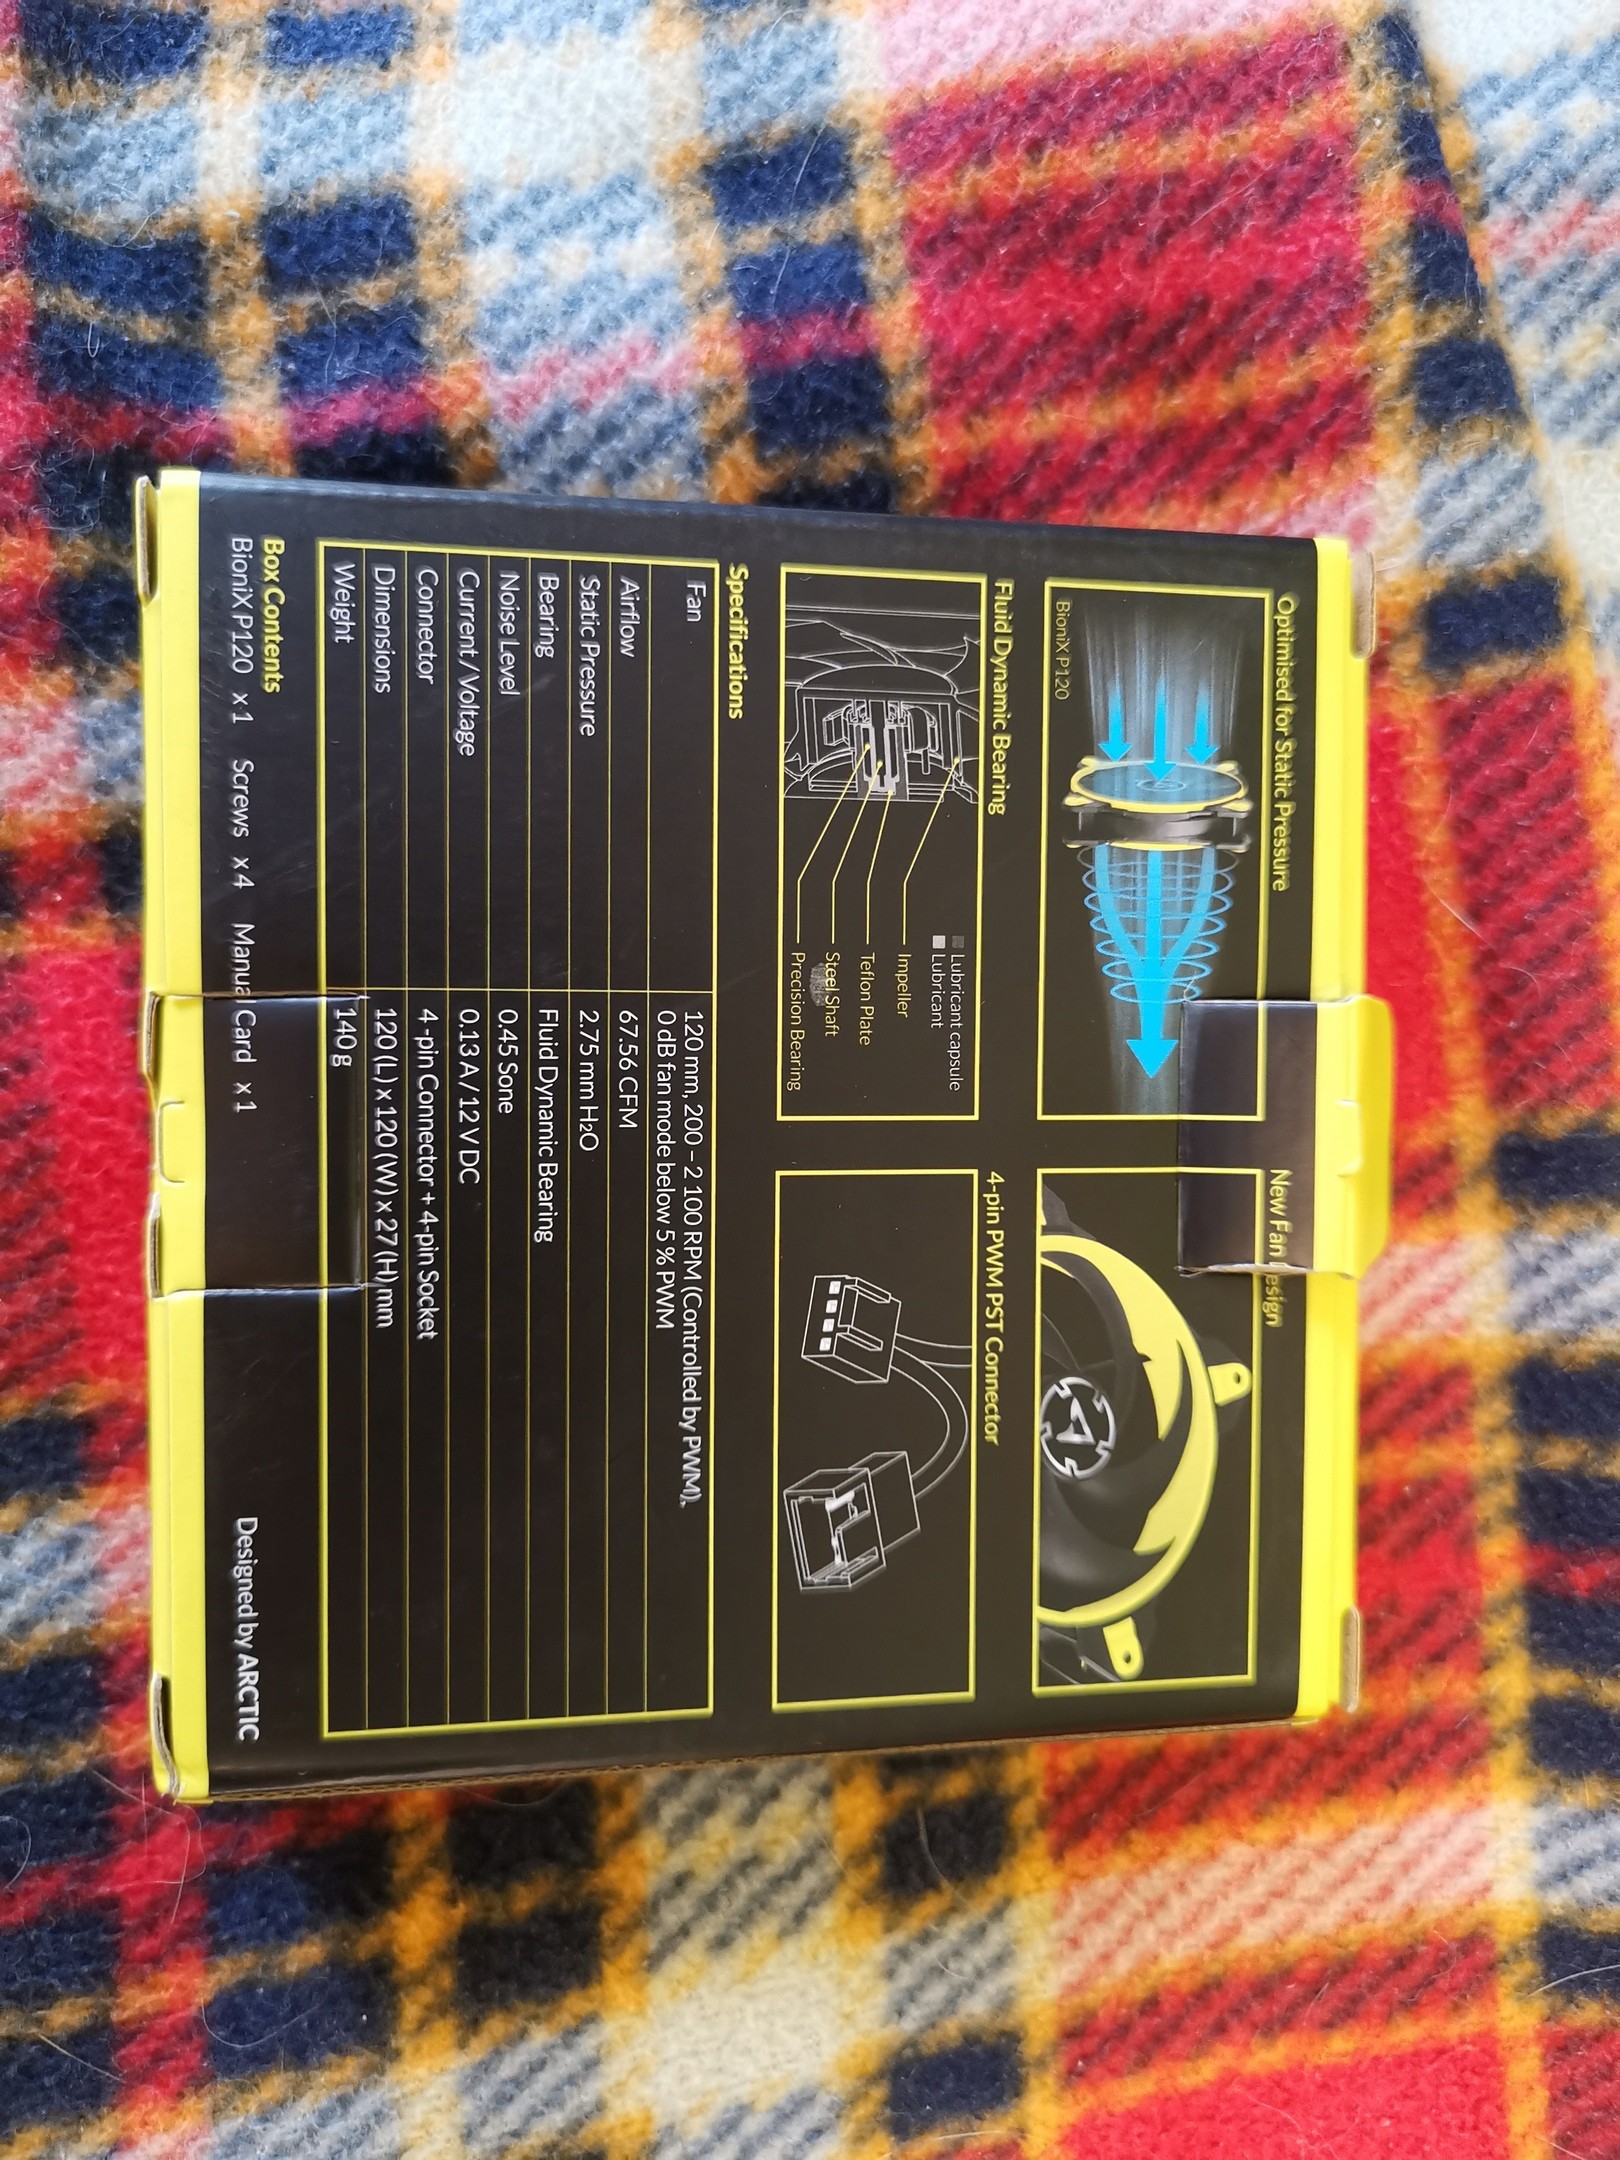 Optimised for Static Pressure
BioniX P120
New Fan
esign
Fluid Dynamic Bearing
Lubricant capsule
Lubricant
Impeller
Teflon Plate
Steel Shaft
Precision Bearing
4-pin PWM PST Connector
Specifications
Fan 120 mm, 200 – 2 100 RPM (Controlled by PWM),
0 dB fan mode below 5 % PWM
Airflow 67.56 CFM
Static Pressure 2.75 mm H₂O
Bearing Fluid Dynamic Bearing
Noise Level 0.45 Sone
Current / Voltage 0.13 A / 12 V DC
Connector 4-pin Connector + 4-pin Socket
Dimensions 120 (L) x 120 (W) x 27 (H) mm
Weight 140 g
Box Contents
BioniX P120 x 1 Screws x 4 Manual Card x 1
Designed by ARCTIC